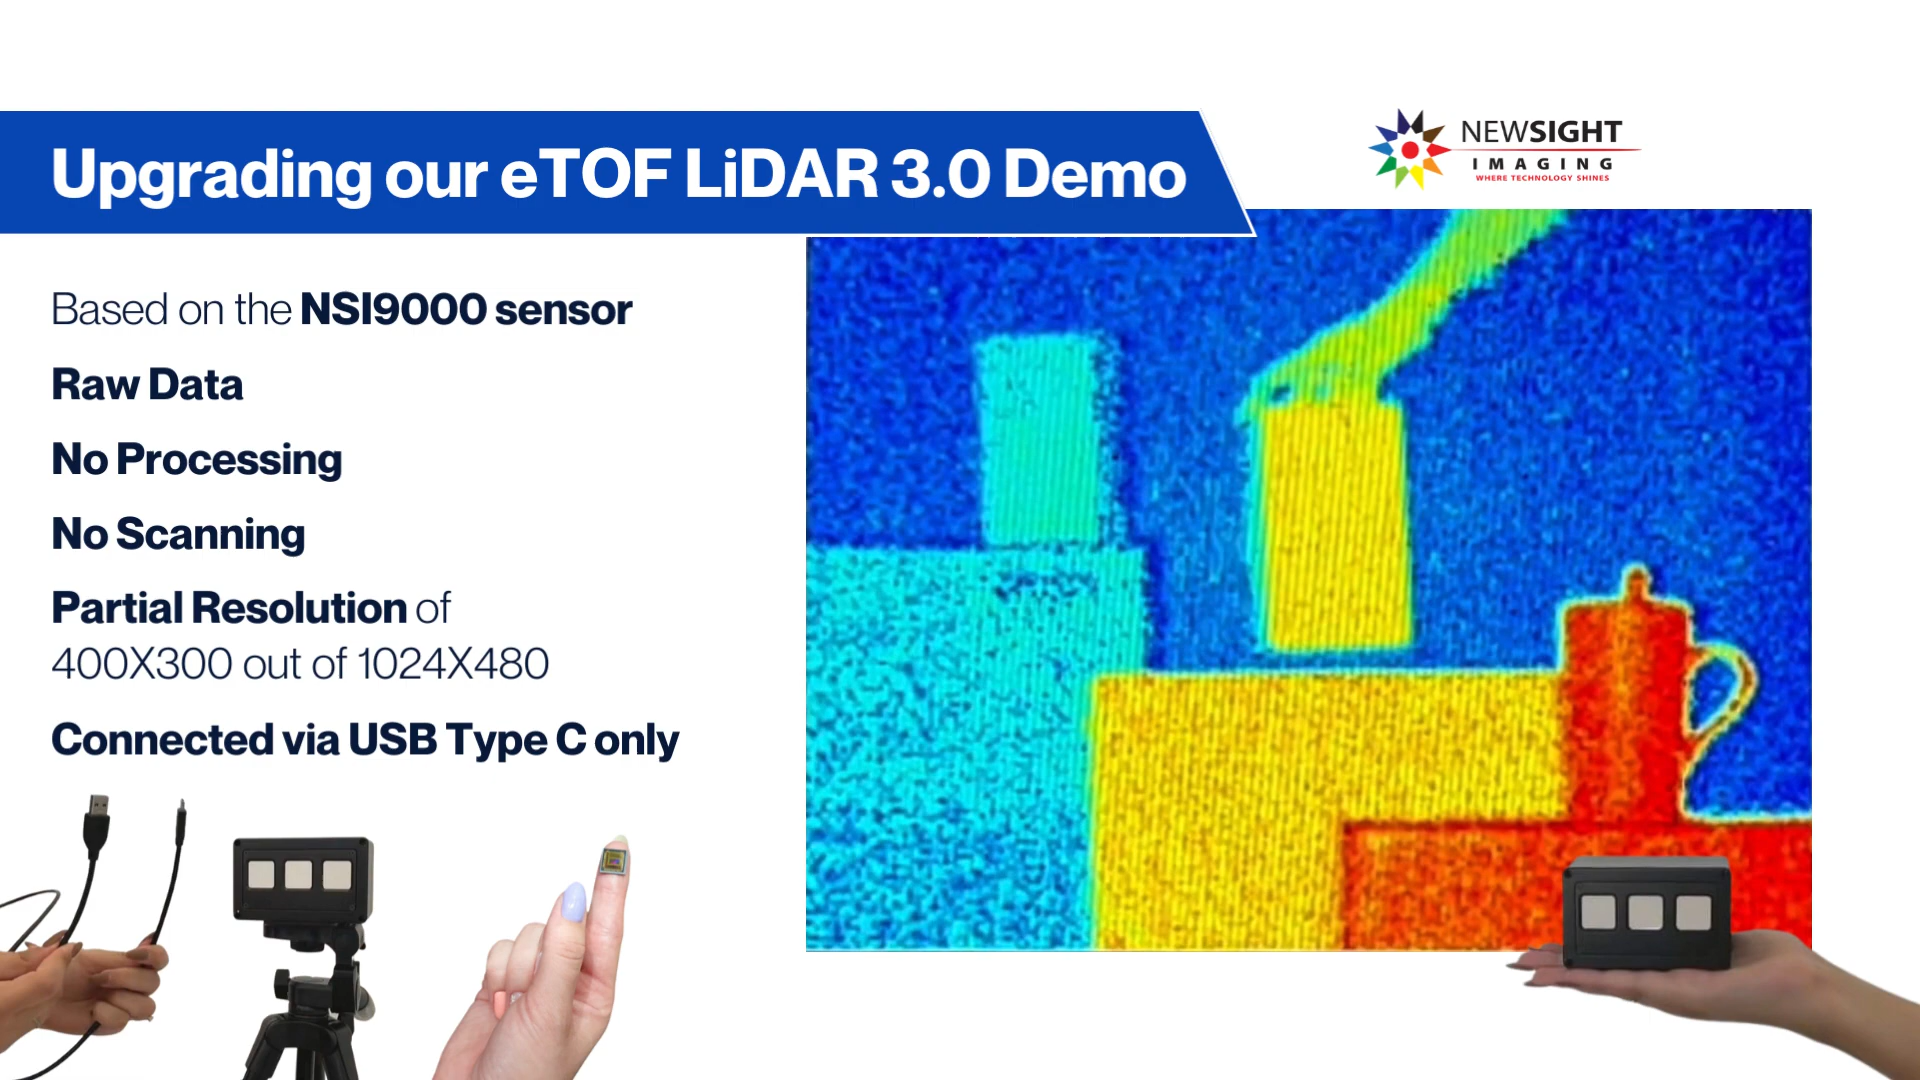 Upgrading our eTOF LiDAR 3.0 Demo
NEWSIGHT
IMAGING
WHERE TECHNOLOGY SHINES
Based on the NSI9000 sensor
Raw Data
No Processing
No Scanning
Partial Resolution of
400X300 out of 1024X480
Connected via USB Type C only